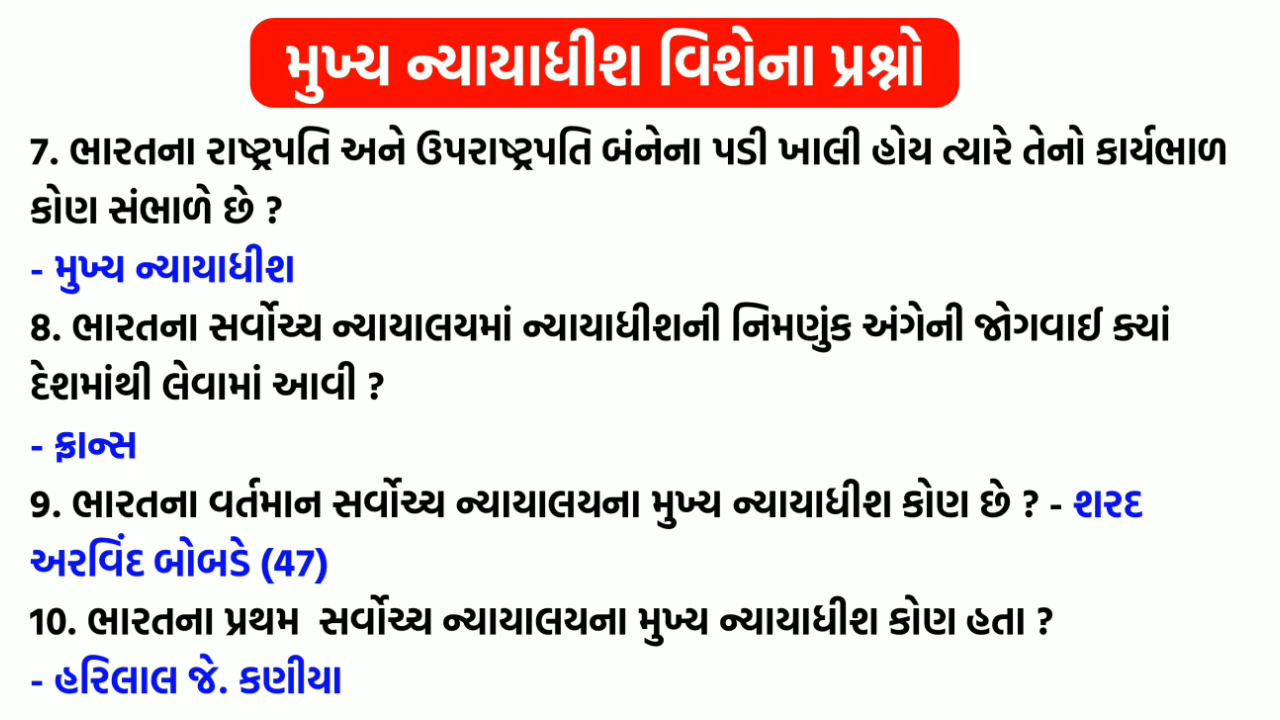 મુખ્ય ન્યાયાધીશ વિશેના પ્રશ્નો
7. ભારતના રાષ્ટ્રપતિ અને ઉપરાષ્ટ્રપતિ બંનેના પડી ખાલી હોય ત્યારે તેનો કાર્યભાળ
કોણ સંભાળે છે ?
- મુખ્ય ન્યાયાધીશ
8. ભારતના સર્વોચ્ચ ન્યાયાલયમાં ન્યાયાધીશની નિમણુંક અંગેની જોગવાઈ ક્યાં
દેશમાંથી લેવામાં આવી ?
- ફ્રાન્સ
9. ભારતના વર્તમાન સર્વોચ્ચ ન્યાયાલયના મુખ્ય ન્યાયાધીશ કોણ છે ? - શરદ
અરવિંદ બોબડે (47)
10. ભારતના પ્રથમ સર્વોચ્ચ ન્યાયાલયના મુખ્ય ન્યાયાધીશ કોણ હતા ?
- હરિલાલ જે. કણીયા